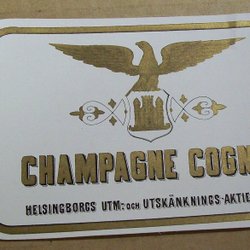 CHAMPAGNE COGN
HELSINGBORGS UTM: OCH UTSKÄNKNINGS-AKTIE